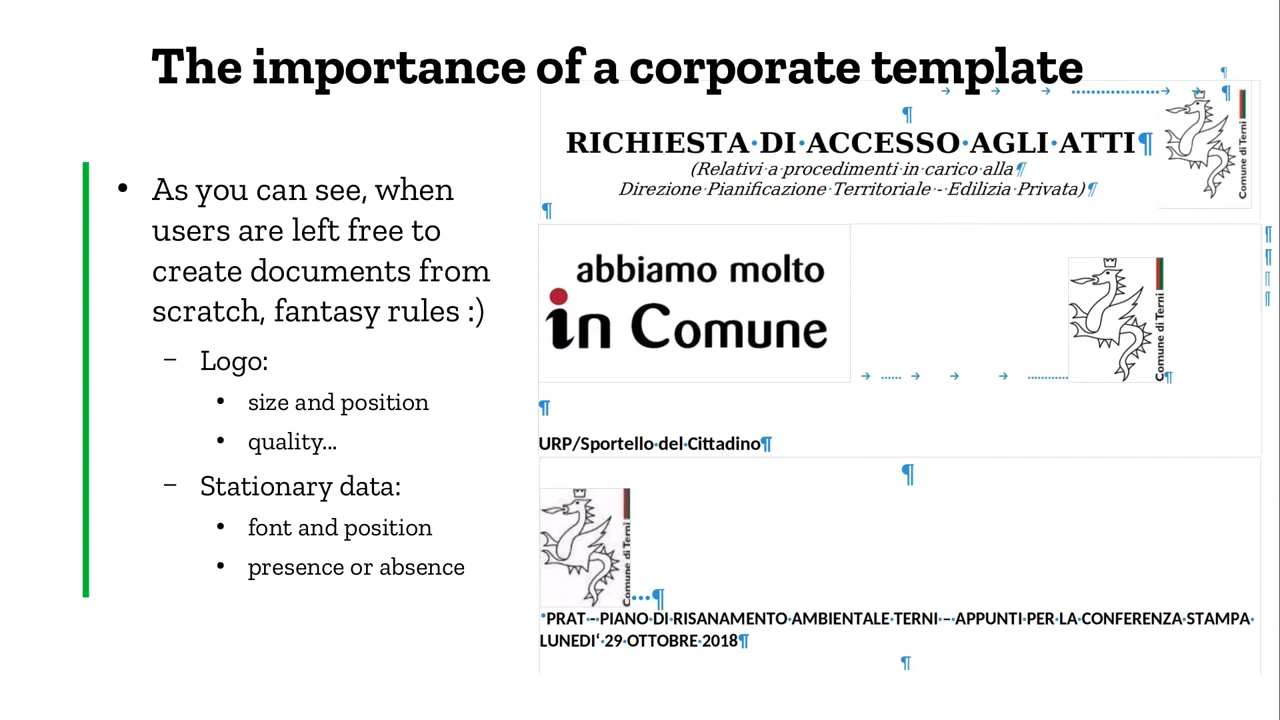 The importance of a corporate template
• As you can see, when
users are left free to
create documents from
scratch, fantasy rules :)
– Logo:
• size and position
• quality...
– Stationary data:
• font and position
• presence or absence
RICHIESTA·DI·ACCESSO·AGLI·ATTI¶
(Relativi·a·procedimenti·in·carico·alla¶
Direzione·Pianificazione·Territoriale·-·Edilizia·Privata)¶
Comune di Terni
abbiamo molto
in Comune
Comune di Terni
URP/Sportello·del·Cittadino¶
Comune di Terni
"PRAT·–·PIANO·DI·RISANAMENTO·AMBIENTALE·TERNI·–·APPUNTI·PER·LA·CONFERENZA·STAMPA·
LUNEDI‘·29·OTTOBRE·2018¶